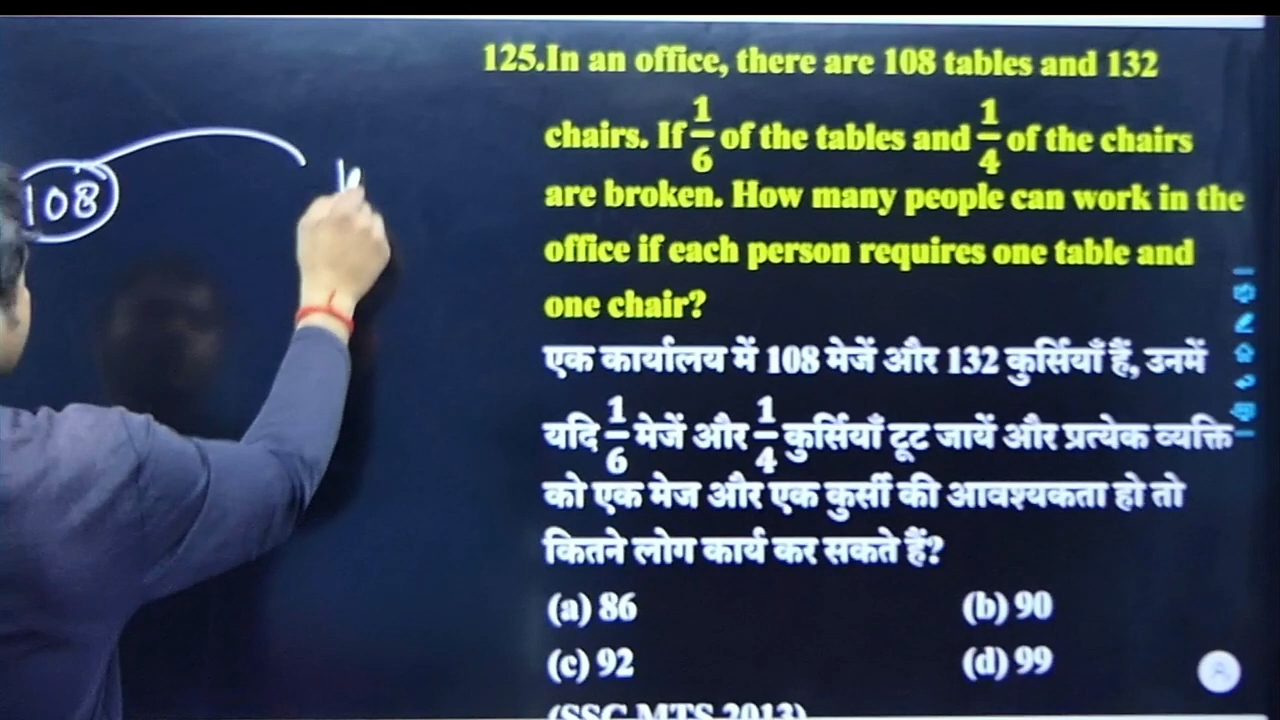 125.In an office, there are 108 tables and 132
chairs. If 1/6 of the tables and 1/4 of the chairs
are broken. How many people can work in the
office if each person requires one table and
one chair?
एक कार्यालय में 108 मेजें और 132 कुर्सियाँ हैं, उनमें
यदि 1/6 मेजें और 1/4 कुर्सियाँ टूट जायें और प्रत्येक व्यक्ति
को एक मेज और एक कुर्सी की आवश्यकता हो तो
कितने लोग कार्य कर सकते हैं?
(a) 86 (b) 90
(c) 92 (d) 99
(SSC MTS 2013)
108